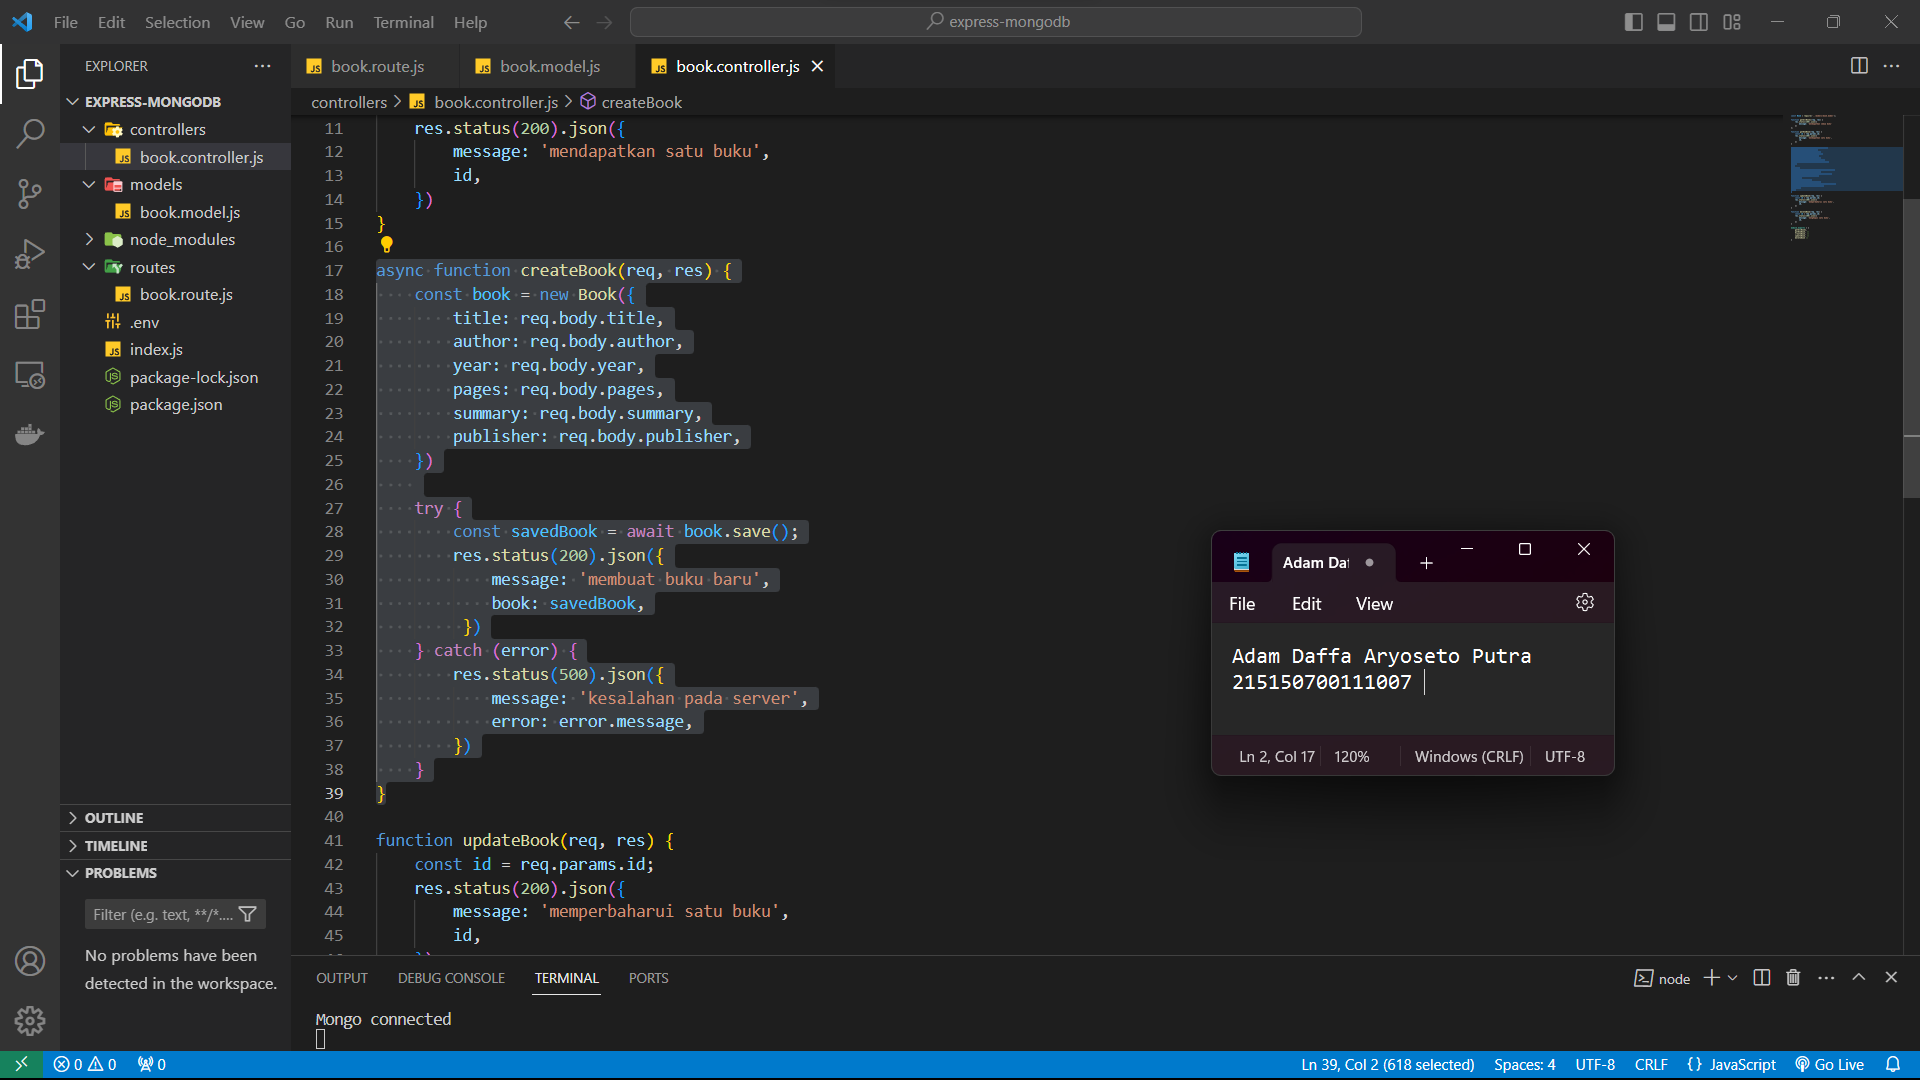 File Edit Selection View Go Run Terminal Help
express-mongodb
EXPLORER
EXPRESS-MONGODB
controllers
book.controller.js
models
book.model.js
node_modules
routes
book.route.js
.env
index.js
package-lock.json
package.json
OUTLINE
TIMELINE
PROBLEMS
Filter (e.g. text, **/*....
No problems have been
detected in the workspace.
book.route.js book.model.js book.controller.js
controllers > book.controller.js > createBook
11 res.status(200).json({
12 message: 'mendapatkan satu buku',
13 id,
14 })
15 }
16
17 async function createBook(req, res) {
18 const book = new Book({
19 title: req.body.title,
20 author: req.body.author,
21 year: req.body.year,
22 pages: req.body.pages,
23 summary: req.body.summary,
24 publisher: req.body.publisher,
25 })
26
27 try {
28 const savedBook = await book.save();
29 res.status(200).json({
30 message: 'membuat buku baru',
31 book: savedBook,
32 })
33 } catch (error) {
34 res.status(500).json({
35 message: 'kesalahan pada server',
36 error: error.message,
37 })
38 }
39 }
40
41 function updateBook(req, res) {
42 const id = req.params.id;
43 res.status(200).json({
44 message: 'memperbaharui satu buku',
45 id,
Adam Da
File Edit View
Adam Daffa Aryoseto Putra
215150700111007
Ln 2, Col 17 120% Windows (CRLF) UTF-8
OUTPUT DEBUG CONSOLE TERMINAL PORTS
node
Mongo connected
0 0 0
Ln 39, Col 2 (618 selected) Spaces: 4 UTF-8 CRLF {} JavaScript Go Live